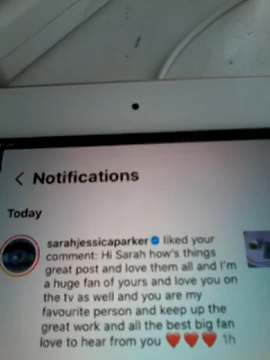 < Notifications
Today
sarahjessicaparker liked your
comment: Hi Sarah how's things
great post and love them all and I'm
a huge fan of yours and love you on
the tv as well and you are my
favourite person and keep up the
great work and all the best big fan
love to hear from you ❤️❤️❤️ 1h